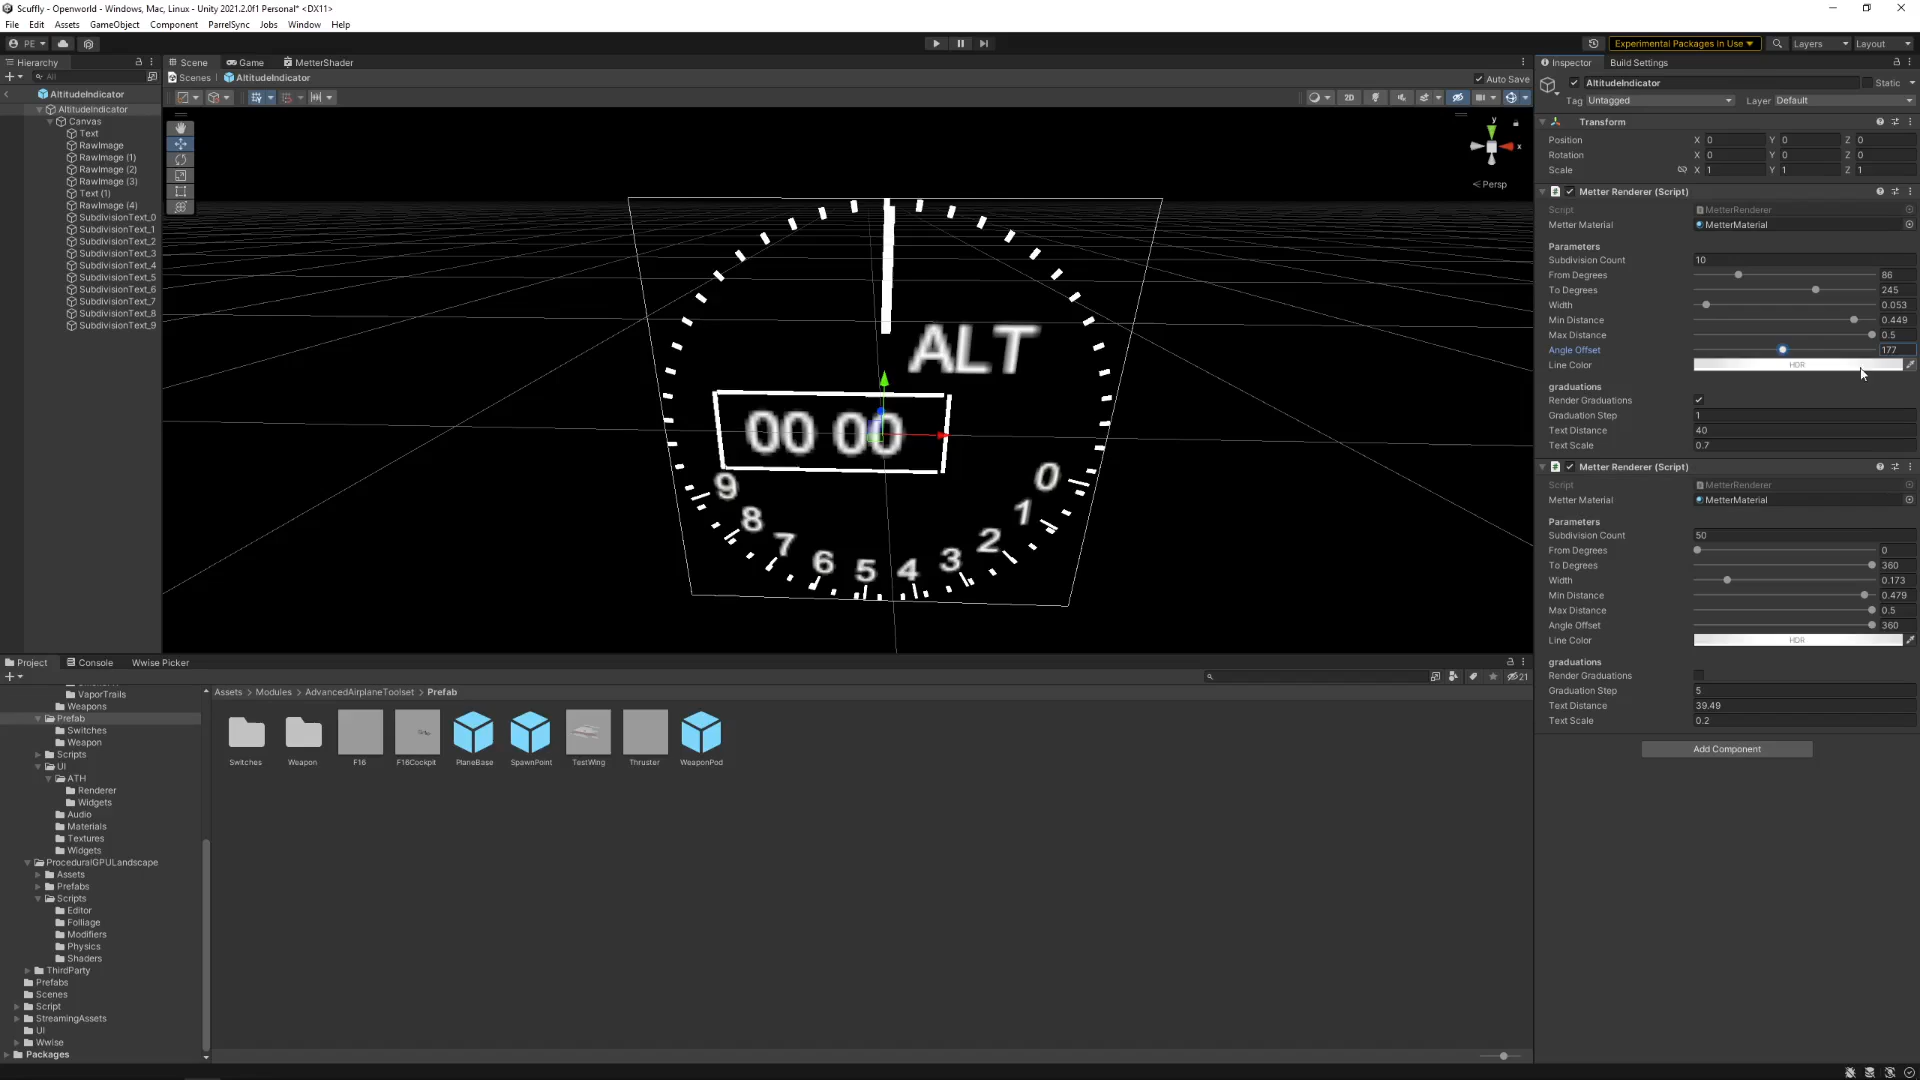 Scuffly - Openworld - Windows, Mac, Linux - Unity 2021.2.0f1 Personal* <DX11>
File Edit Assets GameObject Component ParrelSync Jobs Window Help
PE Experimental Packages In Use Layers Layout
Hierarchy Scene Game MetterShader Inspector Build Settings
All Scenes AltitudeIndicator Auto Save
AltitudeIndicator
AltitudeIndicator
Canvas
Text
RawImage
RawImage (1)
RawImage (2)
RawImage (3)
Text (1)
RawImage (4)
SubdivisionText_0
SubdivisionText_1
SubdivisionText_2
SubdivisionText_3
SubdivisionText_4
SubdivisionText_5
SubdivisionText_6
SubdivisionText_7
SubdivisionText_8
SubdivisionText_9
2D
y
x
< Persp
ALT
00 00
0
1
2
3
4
5
6
7
8
9
AltitudeIndicator Static
Tag Untagged Layer Default
Transform
Position X 0 Y 0 Z 0
Rotation X 0 Y 0 Z 0
Scale X 1 Y 1 Z 1
Metter Renderer (Script)
Script MetterRenderer
Metter Material MetterMaterial
Parameters
Subdivision Count 10
From Degrees 86
To Degrees 245
Width 0.053
Min Distance 0.449
Max Distance 0.5
Angle Offset 177
Line Color HDR
graduations
Render Graduations
Graduation Step 1
Text Distance 40
Text Scale 0.7
Metter Renderer (Script)
Script MetterRenderer
Metter Material MetterMaterial
Parameters
Subdivision Count 50
From Degrees 0
To Degrees 360
Width 0.173
Min Distance 0.479
Max Distance 0.5
Angle Offset 360
Line Color HDR
graduations
Render Graduations
Graduation Step 5
Text Distance 39.49
Text Scale 0.2
Add Component
Project Console Wwise Picker
21
VaporTrails
Weapons
Prefab
Switches
Weapon
Scripts
UI
ATH
Renderer
Widgets
Audio
Materials
Textures
Widgets
ProceduralGPULandscape
Assets
Prefabs
Scripts
Editor
Folliage
Modifiers
Physics
Shaders
ThirdParty
Prefabs
Scenes
Script
StreamingAssets
UI
Wwise
Packages
Assets > Modules > AdvancedAirplaneToolset > Prefab
Switches Weapon F16 F16Cockpit PlaneBase SpawnPoint TestWing Thruster WeaponPod